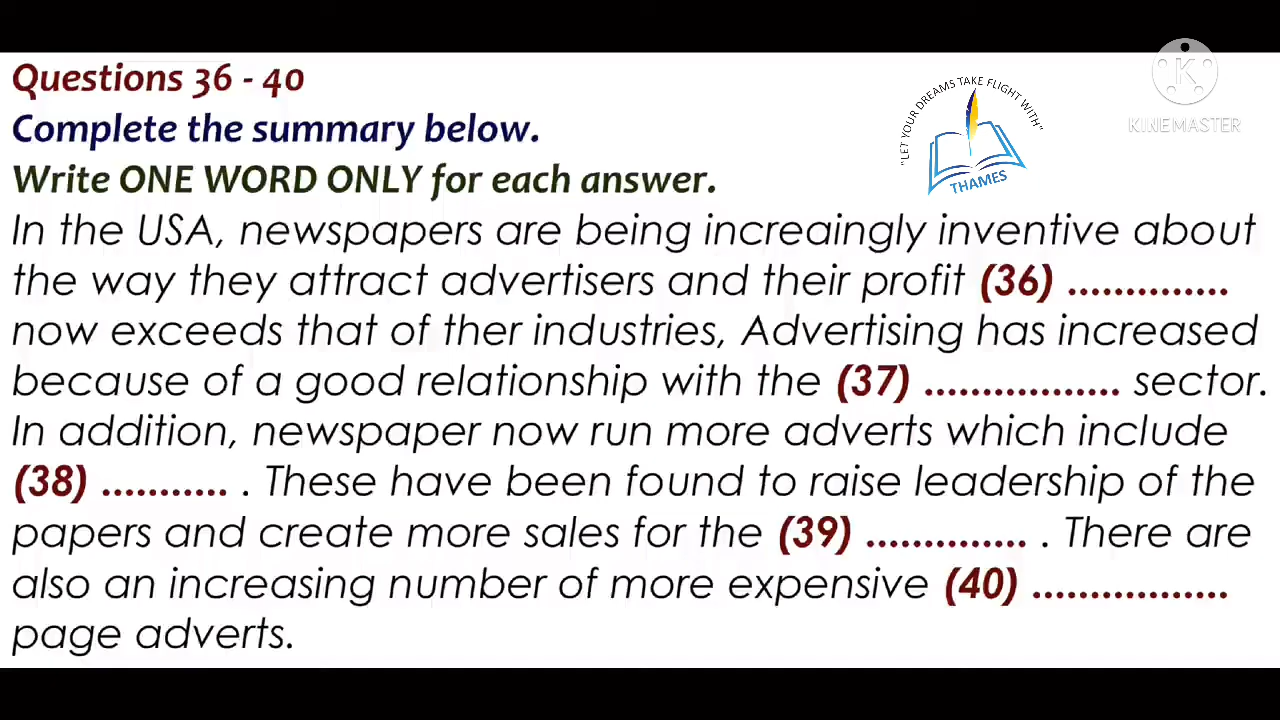 Questions 36 - 40
Complete the summary below.
Write ONE WORD ONLY for each answer.
In the USA, newspapers are being increaingly inventive about
the way they attract advertisers and their profit (36) ..............
now exceeds that of ther industries, Advertising has increased
because of a good relationship with the (37) ................. sector.
In addition, newspaper now run more adverts which include
(38) ........... . These have been found to raise leadership of the
papers and create more sales for the (39) .............. . There are
also an increasing number of more expensive (40) .................
page adverts.
"LET YOUR DREAMS TAKE FLIGHT WITH"
THAMES
K
KINEMASTER